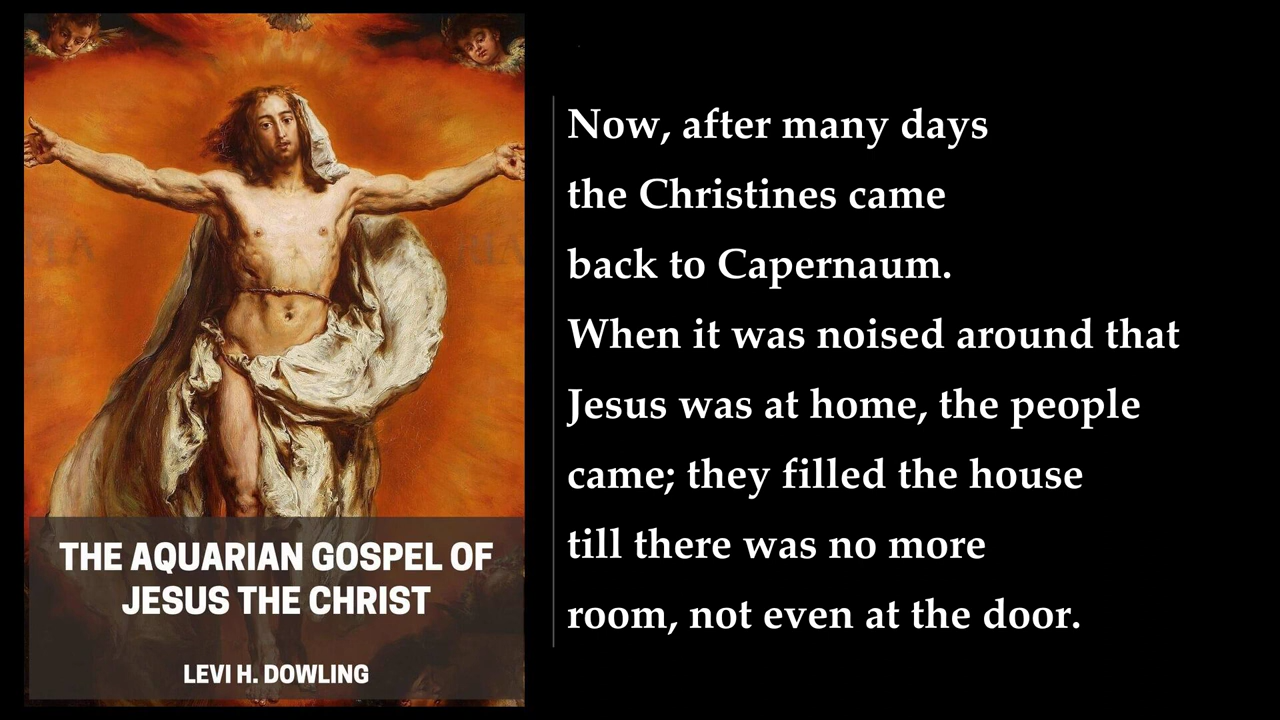 THE AQUARIAN GOSPEL OF
JESUS THE CHRIST
LEVI H. DOWLING
Now, after many days
the Christines came
back to Capernaum.
When it was noised around that
Jesus was at home, the people
came; they filled the house
till there was no more
room, not even at the door.